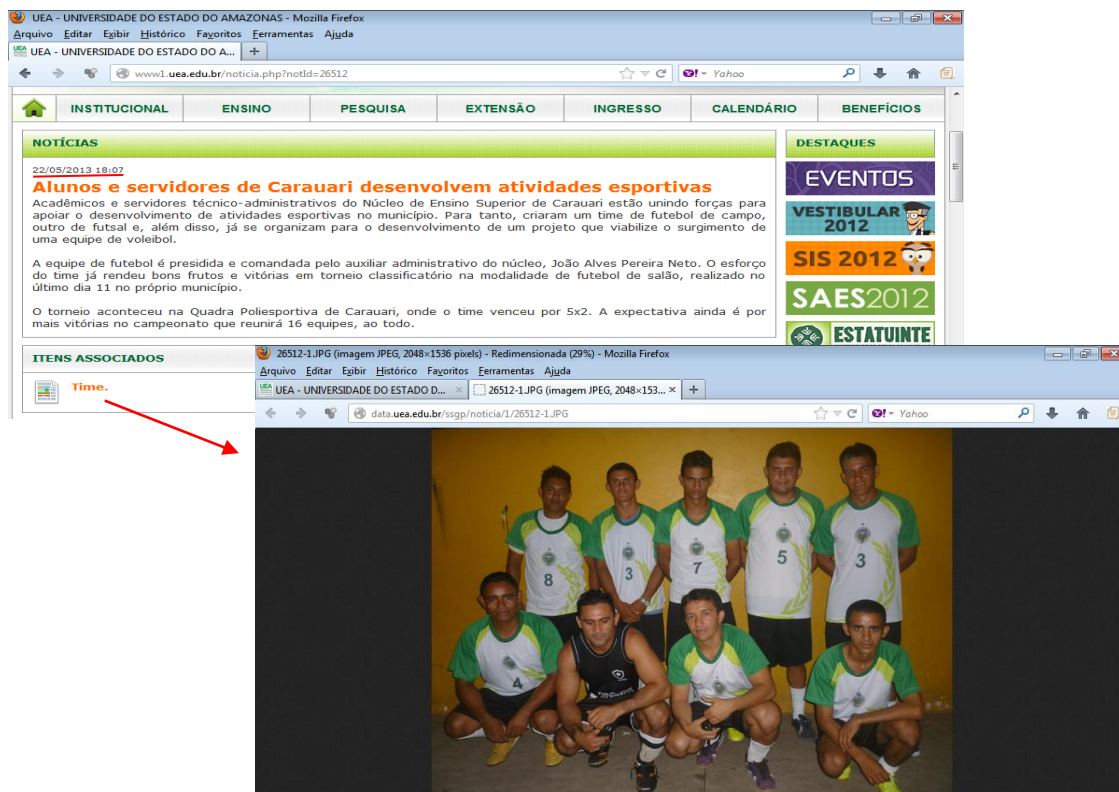 UEA - UNIVERSIDADE DO ESTADO DO AMAZONAS - Mozilla Firefox
Arquivo Editar Exibir Histórico Favoritos Ferramentas Ajuda
UEA - UNIVERSIDADE DO ESTADO DO A... +
www1.uea.edu.br/noticia.php?notId=26512 Yahoo
INSTITUCIONAL ENSINO PESQUISA EXTENSÃO INGRESSO CALENDÁRIO BENEFÍCIOS
NOTÍCIAS
22/05/2013 18:07
Alunos e servidores de Carauari desenvolvem atividades esportivas
Acadêmicos e servidores técnico-administrativos do Núcleo de Ensino Superior de Carauari estão unindo forças para
apoiar o desenvolvimento de atividades esportivas no município. Para tanto, criaram um time de futebol de campo,
outro de futsal e, além disso, já se organizam para o desenvolvimento de um projeto que viabilize o surgimento de
uma equipe de voleibol.
A equipe de futebol é presidida e comandada pelo auxiliar administrativo do núcleo, João Alves Pereira Neto. O esforço
do time já rendeu bons frutos e vitórias em torneio classificatório na modalidade de futebol de salão, realizado no
último dia 11 no próprio município.
O torneio aconteceu na Quadra Poliesportiva de Carauari, onde o time venceu por 5x2. A expectativa ainda é por
mais vitórias no campeonato que reunirá 16 equipes, ao todo.
DESTAQUES
EVENTOS
VESTIBULAR
2012
SIS 2012
SAES2012
ESTATUINTE
ITENS ASSOCIADOS
Time.
26512-1.JPG (imagem JPEG, 2048×1536 pixels) - Redimensionada (29%) - Mozilla Firefox
Arquivo Editar Exibir Histórico Favoritos Ferramentas Ajuda
UEA - UNIVERSIDADE DO ESTADO D... × 26512-1.JPG (imagem JPEG, 2048×153... × +
data.uea.edu.br/ssgp/noticia/1/26512-1.JPG Yahoo
8 3 7 5 3
4